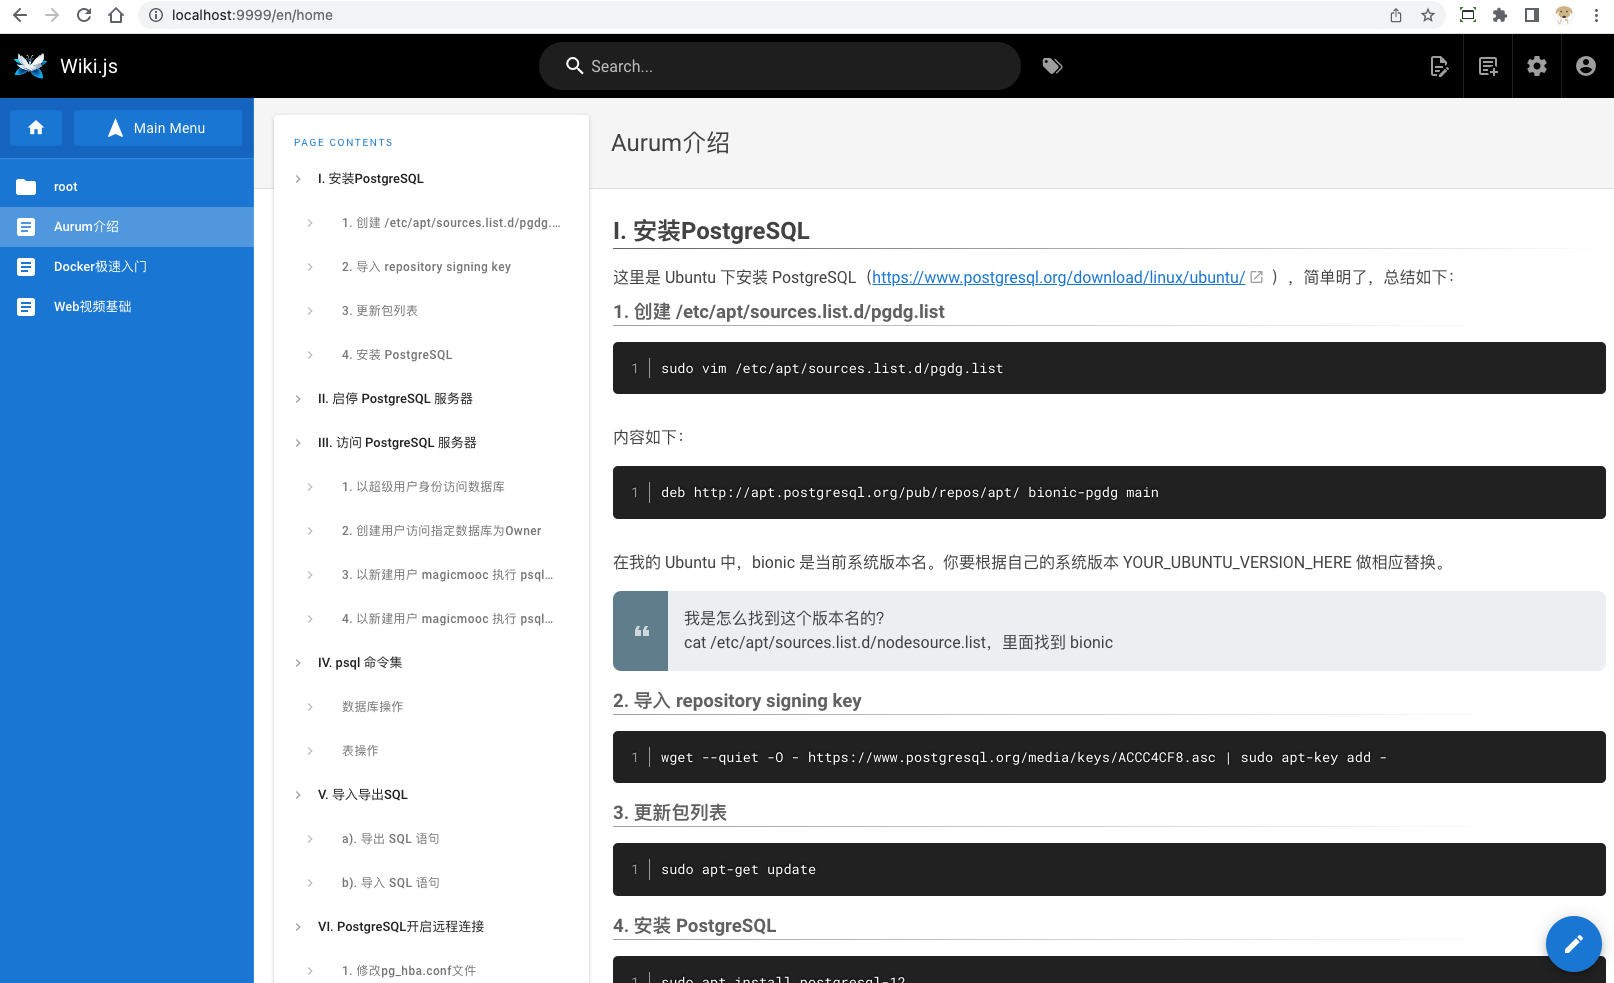 localhost:9999/en/home
Wiki.js
Search...
Main Menu
root
Aurum介绍
Docker极速入门
Web视频基础
PAGE CONTENTS
I. 安装PostgreSQL
1. 创建 /etc/apt/sources.list.d/pgdg....
2. 导入 repository signing key
3. 更新包列表
4. 安装 PostgreSQL
II. 启停 PostgreSQL 服务器
III. 访问 PostgreSQL 服务器
1. 以超级用户身份访问数据库
2. 创建用户访问指定数据库为Owner
3. 以新建用户 magicmooc 执行 psql...
4. 以新建用户 magicmooc 执行 psql...
IV. psql 命令集
数据库操作
表操作
V. 导入导出SQL
a). 导出 SQL 语句
b). 导入 SQL 语句
VI. PostgreSQL开启远程连接
1. 修改pg_hba.conf文件
Aurum介绍
I. 安装PostgreSQL
这里是 Ubuntu 下安装 PostgreSQL（https://www.postgresql.org/download/linux/ubuntu/ ），简单明了，总结如下：
1. 创建 /etc/apt/sources.list.d/pgdg.list
1 sudo vim /etc/apt/sources.list.d/pgdg.list
内容如下：
1 deb http://apt.postgresql.org/pub/repos/apt/ bionic-pgdg main
在我的 Ubuntu 中，bionic 是当前系统版本名。你要根据自己的系统版本 YOUR_UBUNTU_VERSION_HERE 做相应替换。
我是怎么找到这个版本名的?
cat /etc/apt/sources.list.d/nodesource.list，里面找到 bionic
2. 导入 repository signing key
1 wget --quiet -O - https://www.postgresql.org/media/keys/ACCC4CF8.asc | sudo apt-key add -
3. 更新包列表
1 sudo apt-get update
4. 安装 PostgreSQL
1 sudo apt install postgresql-12